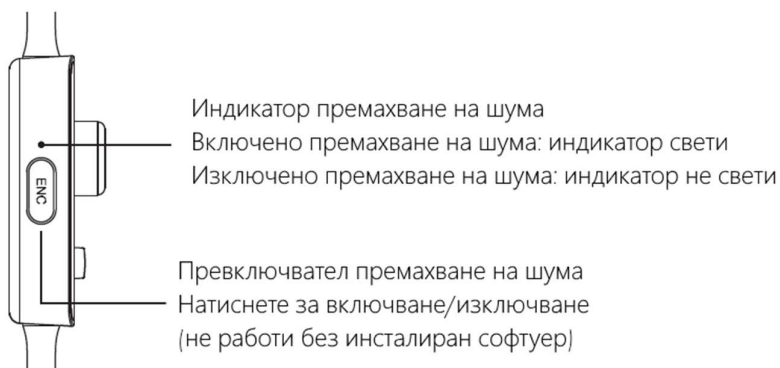 Индикатор премахване на шума
Включено премахване на шума: индикатор свети
Изключено премахване на шума: индикатор не свети
ENC
Превключвател премахване на шума
Натиснете за включване/изключване
(не работи без инсталиран софтуер)